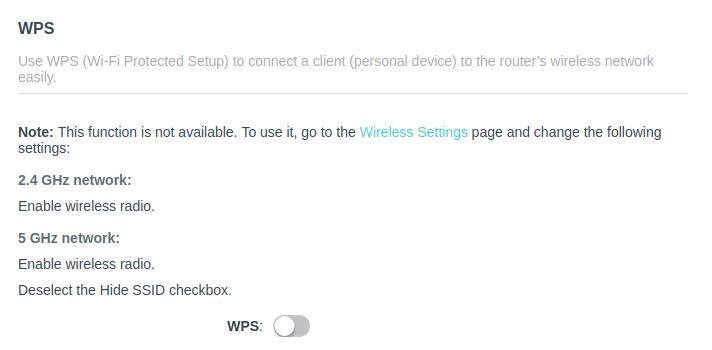 WPS
Use WPS (Wi-Fi Protected Setup) to connect a client (personal device) to the router’s wireless network
easily.
Note: This function is not available. To use it, go to the Wireless Settings page and change the following
settings:
2.4 GHz network:
Enable wireless radio.
5 GHz network:
Enable wireless radio.
Deselect the Hide SSID checkbox.
WPS: